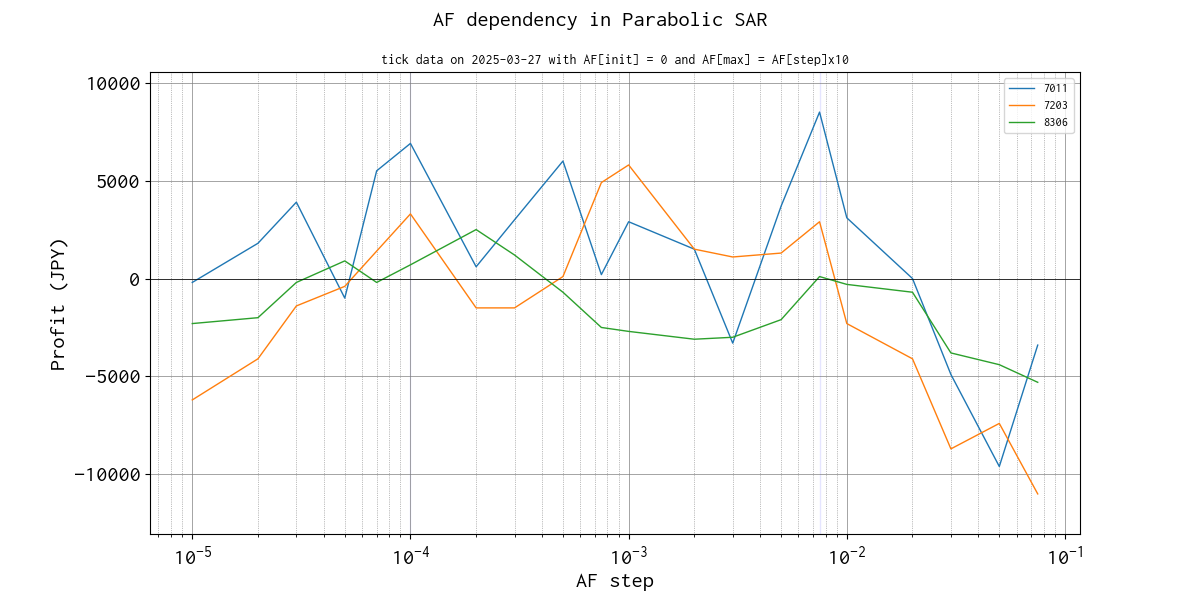 AF dependency in Parabolic SAR
tick data on 2025-03-27 with AF[init] = 0 and AF[max] = AF[step]x10
7011
7203
8306
Profit (JPY)
10000
5000
0
−5000
−10000
10⁻⁵ 10⁻⁴ 10⁻³ 10⁻² 10⁻¹
AF step